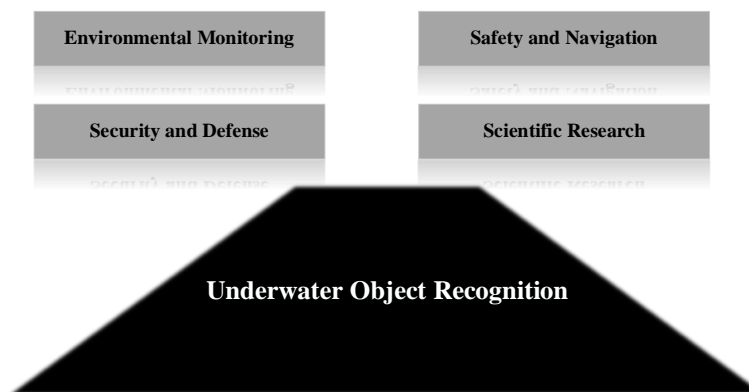 Environmental Monitoring
Safety and Navigation
Security and Defense
Scientific Research
Underwater Object Recognition